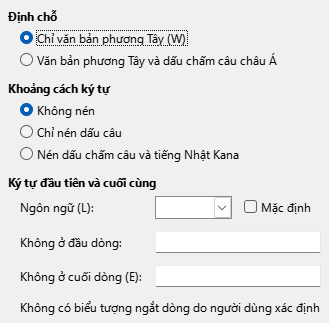 Định chỗ
Chỉ văn bản phương Tây (W)
Văn bản phương Tây và dấu chấm câu châu Á
Khoảng cách ký tự
Không nén
Chỉ nén dấu câu
Nén dấu chấm câu và tiếng Nhật Kana
Ký tự đầu tiên và cuối cùng
Ngôn ngữ (L): Mặc định
Không ở đầu dòng:
Không ở cuối dòng (E):
Không có biểu tượng ngắt dòng do người dùng xác định